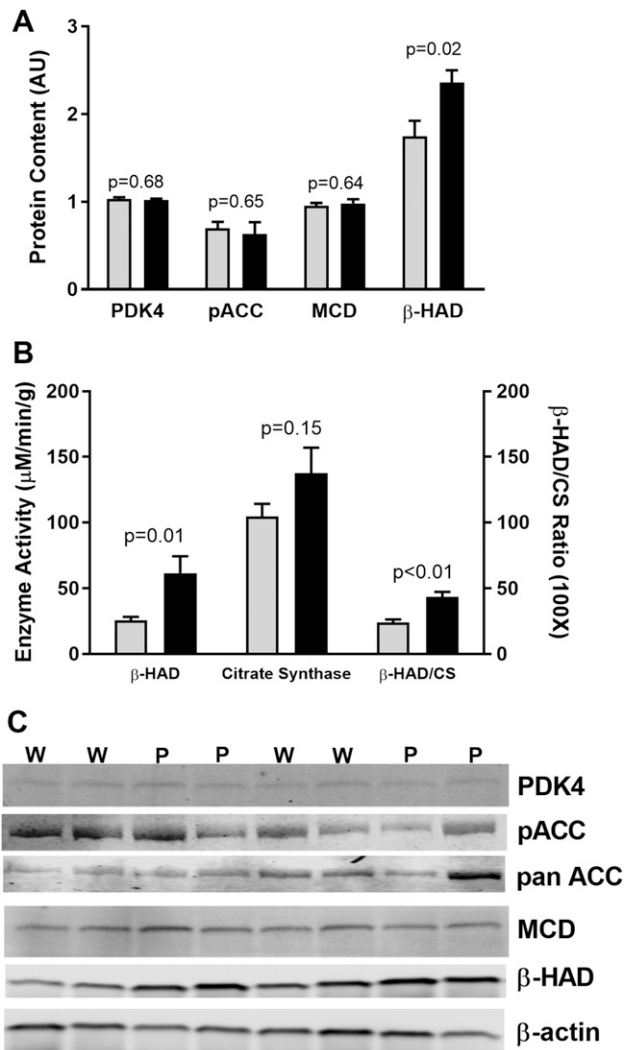 A
Protein Content (AU)
3
2
1
0
p=0.68
p=0.65
p=0.64
p=0.02
PDK4 pACC MCD β-HAD
B
Enzyme Activity (μM/min/g)
200
150
100
50
0
p=0.01
p=0.15
p<0.01
200
150
100
50
0
β-HAD/CS Ratio (100X)
β-HAD Citrate Synthase β-HAD/CS
C
W W P P W W P P
PDK4
pACC
pan ACC
MCD
β-HAD
β-actin